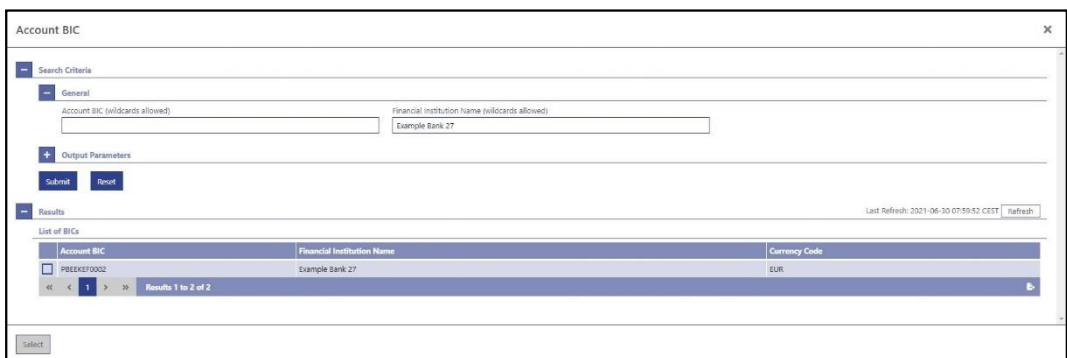 Account BIC
Search Criteria
General
Account BIC (wildcards allowed) Financial Institution Name (wildcards allowed)
Example Bank 27
Output Parameters
Submit Reset
Results Last Refresh: 2021-06-30 07:59:52 CEST Refresh
List of BICs
Account BIC Financial Institution Name Currency Code
PBEEKEF0002 Example Bank 27 EUR
« < 1 > » Results 1 to 2 of 2
Select